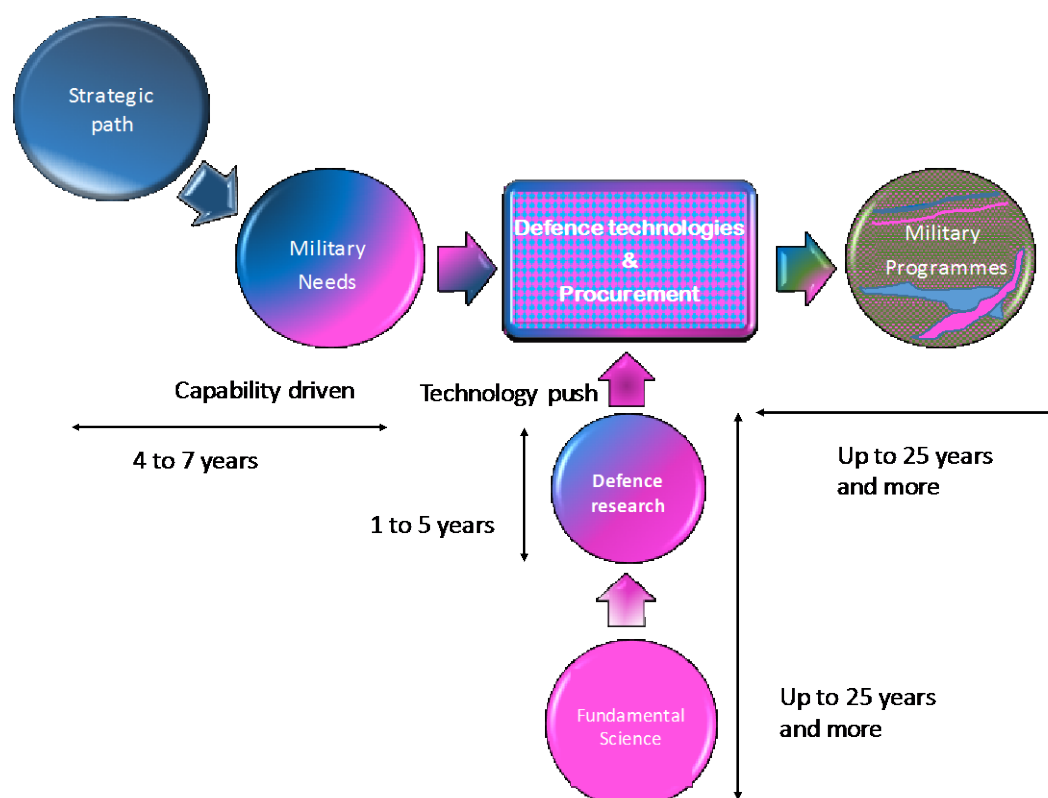 Strategic
path
Military
Needs
Defence technologies
&
Procurement
Military
Programmes
Capability driven
Technology push
4 to 7 years
1 to 5 years
Defence
research
Up to 25 years
and more
Fundamental
Science
Up to 25 years
and more